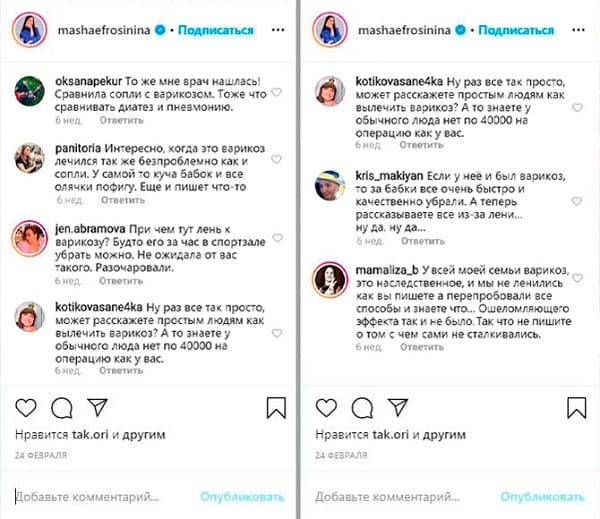 mashaefrosinina • Подписаться
oksanapekur То же мне врач нашлась!
Сравнила сопли с варикозом. Тоже что
сравнивать диатез и пневмонию.
6 нед. Ответить
panitoria Интересно, когда это варикоз
лечился так же безпроблемно как и
сопли. У самой то куча бабок и все
олячки пофигу. Еще и пишет что-то
6 нед. Ответить
jen.abramova При чем тут лень к
варикозу? Будто его за час в спортзале
убрать можно. Не ожидала от вас
такого. Разочаровали.
6 нед. Ответить
kotikovasane4ka Ну раз все так просто,
может расскажете простым людям как
вылечить варикоз? А то знаете у
обычного люда нет по 40000 на
операцию как у вас.
6 нед. Ответить
Нравится tak.ori и другим
24 ФЕВРАЛЯ
Добавьте комментарий... Опубликовать
mashaefrosinina • Подписаться
kotikovasane4ka Ну раз все так просто,
может расскажете простым людям как
вылечить варикоз? А то знаете у
обычного люда нет по 40000 на
операцию как у вас.
6 нед. Ответить
kris_makiyan Если у неё и был варикоз,
то за бабки все очень быстро и
качественно убрали. А теперь
рассказываете все из-за лени...
ну да, ну да...
6 нед. Ответить
mamaliza_b У всей моей семьи варикоз,
это наследственное, и мы не ленились
как вы пишете а перепробовали все
способы и знаете что... Ошеломляющего
эффекта так и не было. Так что не пишити
о том с чем сами не сталкивались.
6 нед. Ответить
Нравится tak.ori и другим
24 ФЕВРАЛЯ
Добавьте комментарий... Опубликовать